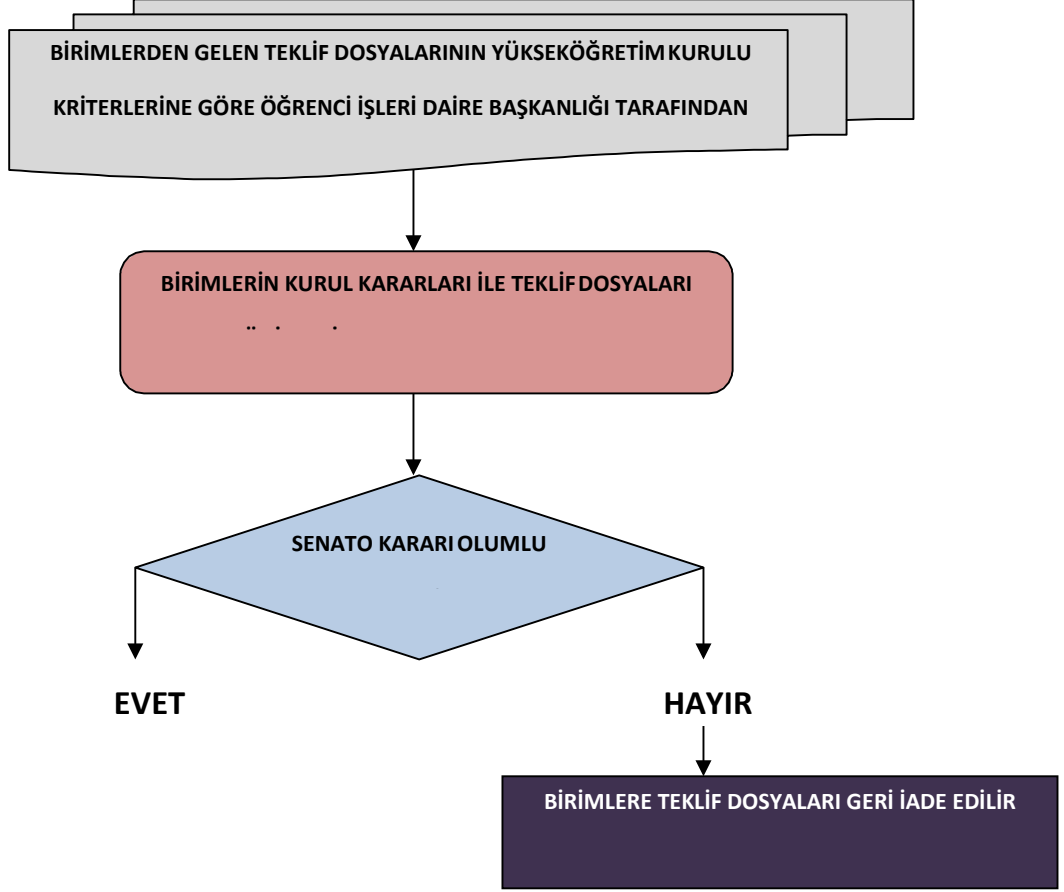 BİRİMLERDEN GELEN TEKLİF DOSYALARININ YÜKSEKÖĞRETİM KURULU
KRİTERLERİNE GÖRE ÖĞRENCİ İŞLERİ DAİRE BAŞKANLIĞI TARAFINDAN
BİRİMLERİN KURUL KARARLARI İLE TEKLİF DOSYALARI
SENATO KARARI OLUMLU
EVET
HAYIR
BİRİMLERE TEKLİF DOSYALARI GERİ İADE EDİLİR